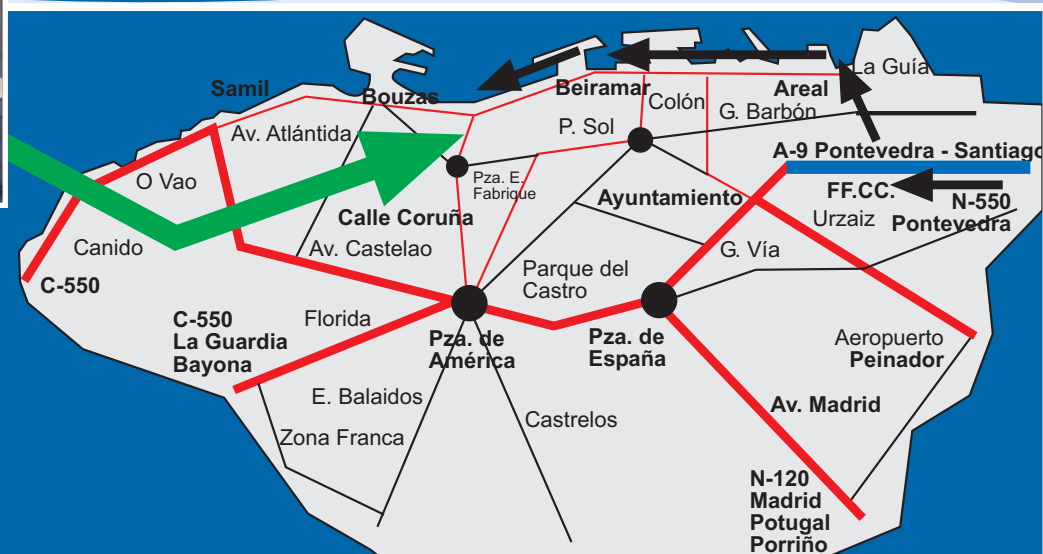 La Guía
Samil
Bouzas
Beiramar
Areal
Colón
G. Barbón
Av. Atlántida
P. Sol
A-9 Pontevedra - Santiago
O Vao
Pza. E.
Fabrique
FF.CC.
N-550
Pontevedra
Ayuntamiento
Calle Coruña
Urzaiz
Canido
Av. Castelao
G. Vía
Parque del
Castro
C-550
C-550
La Guardia
Bayona
Florida
Pza. de
América
Pza. de
España
Aeropuerto
Peinador
E. Balaidos
Av. Madrid
Castrelos
Zona Franca
N-120
Madrid
Potugal
Porriño